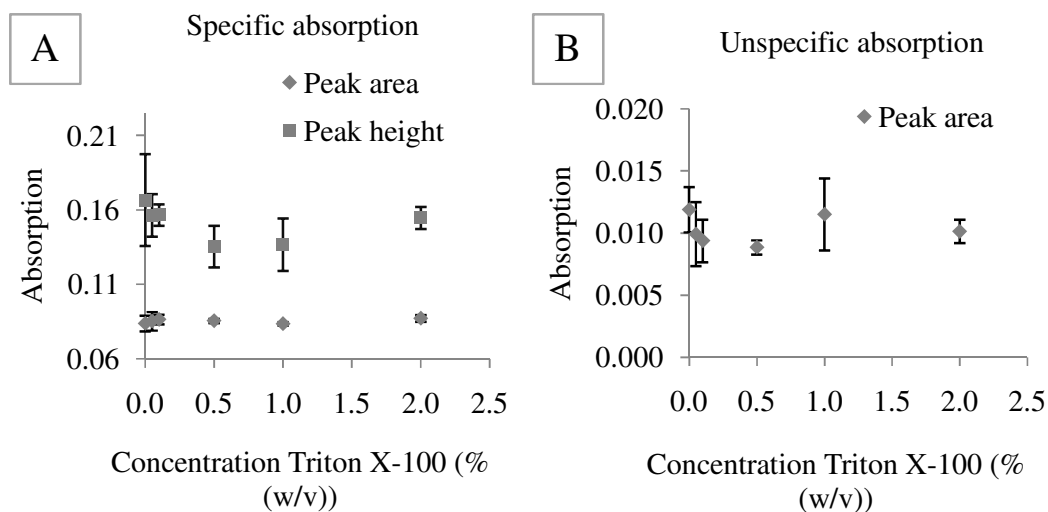 A
Specific absorption
Peak area
Peak height
0.21
0.16
0.11
0.06
Absorption
0.0 0.5 1.0 1.5 2.0 2.5
Concentration Triton X-100 (%
(w/v))
B
Unspecific absorption
Peak area
0.020
0.015
0.010
0.005
0.000
Absorption
0.0 0.5 1.0 1.5 2.0 2.5
Concentration Triton X-100 (%
(w/v))